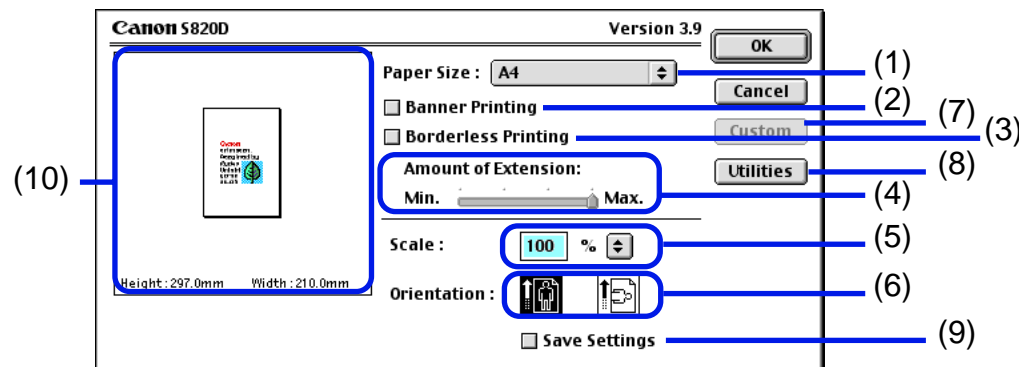 Canon S820D Version 3.9
OK
Paper Size : A4 (1)
Cancel
Banner Printing (2)
(7)
Custom
Borderless Printing (3)
Amount of Extension:
Utilities (8)
(10)
Min. Max. (4)
Scale : 100 % (5)
Height:297.0mm Width:210.0mm
Orientation : (6)
Save Settings (9)
Canon